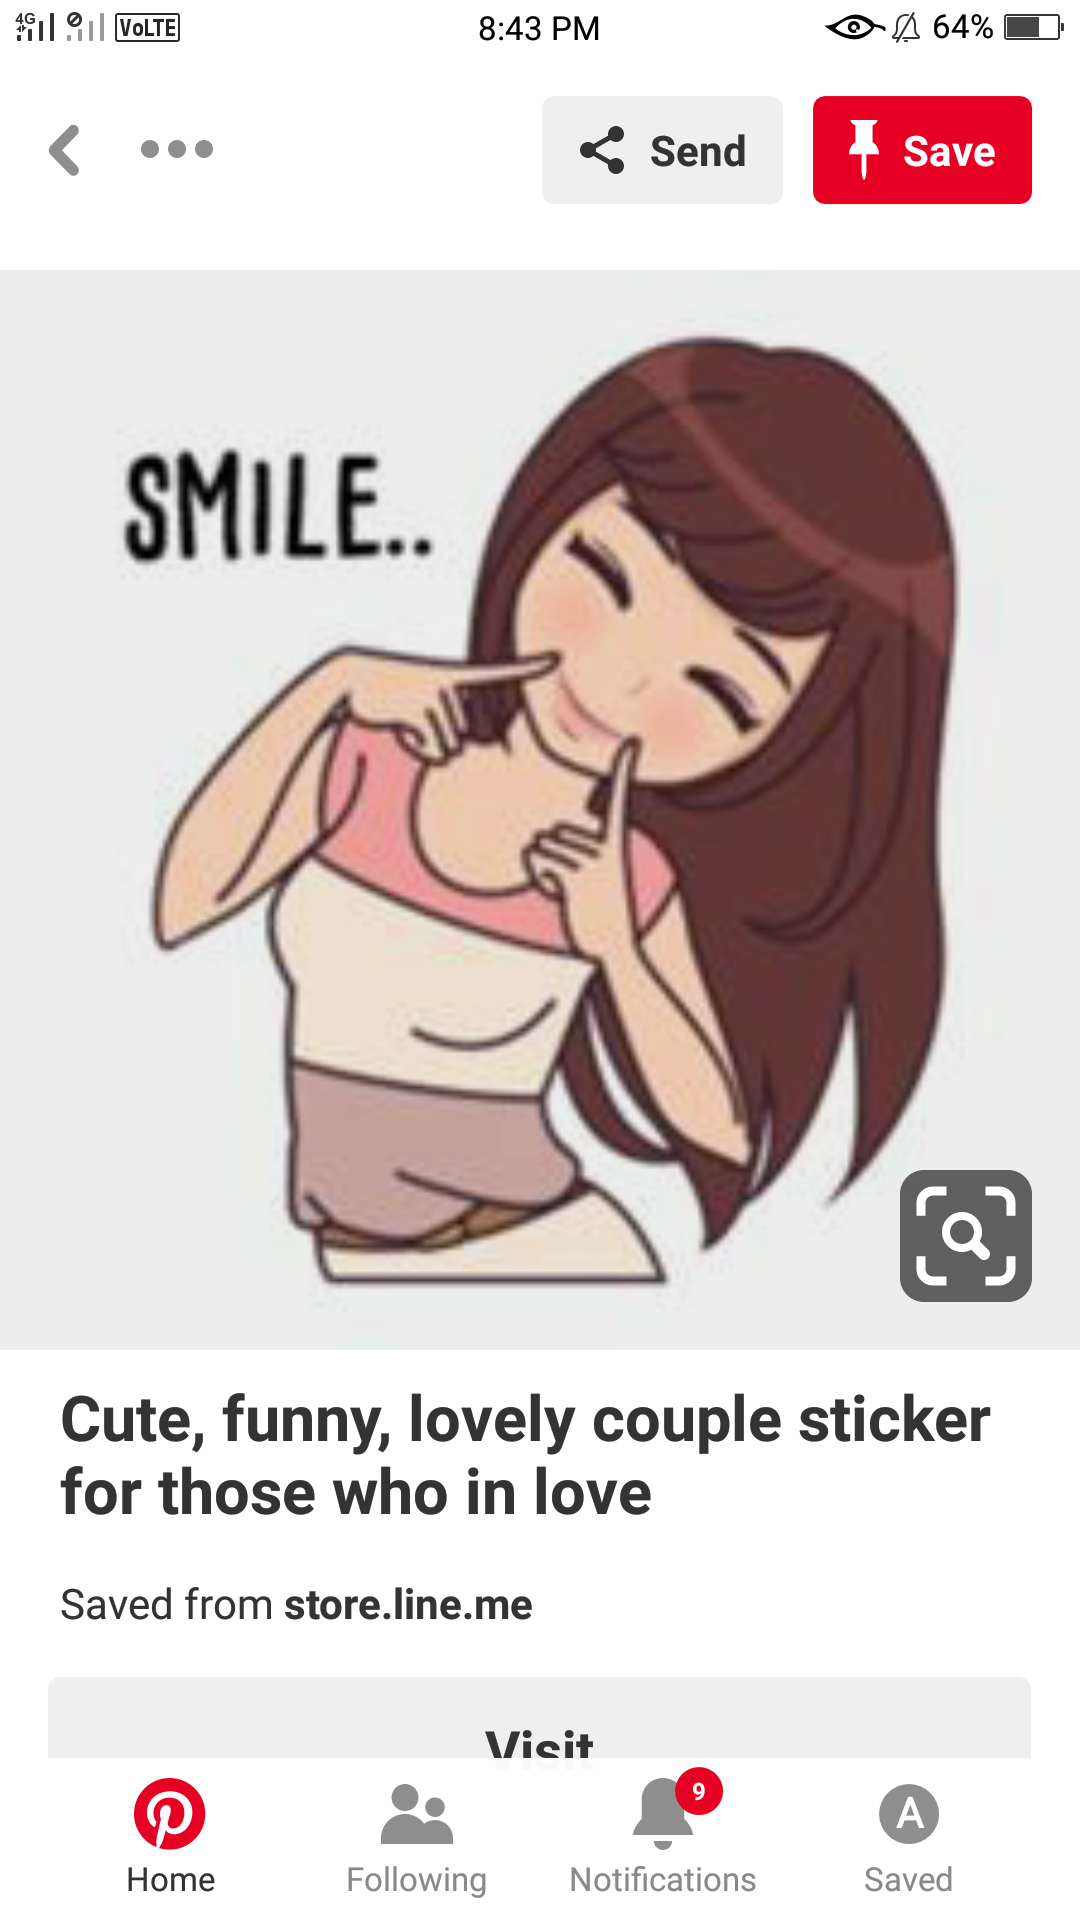 4G VoLTE 8:43 PM 64%
Send Save
SMiLE..
Cute, funny, lovely couple sticker
for those who in love
Saved from store.line.me
Visit
9 A
Home Following Notifications Saved